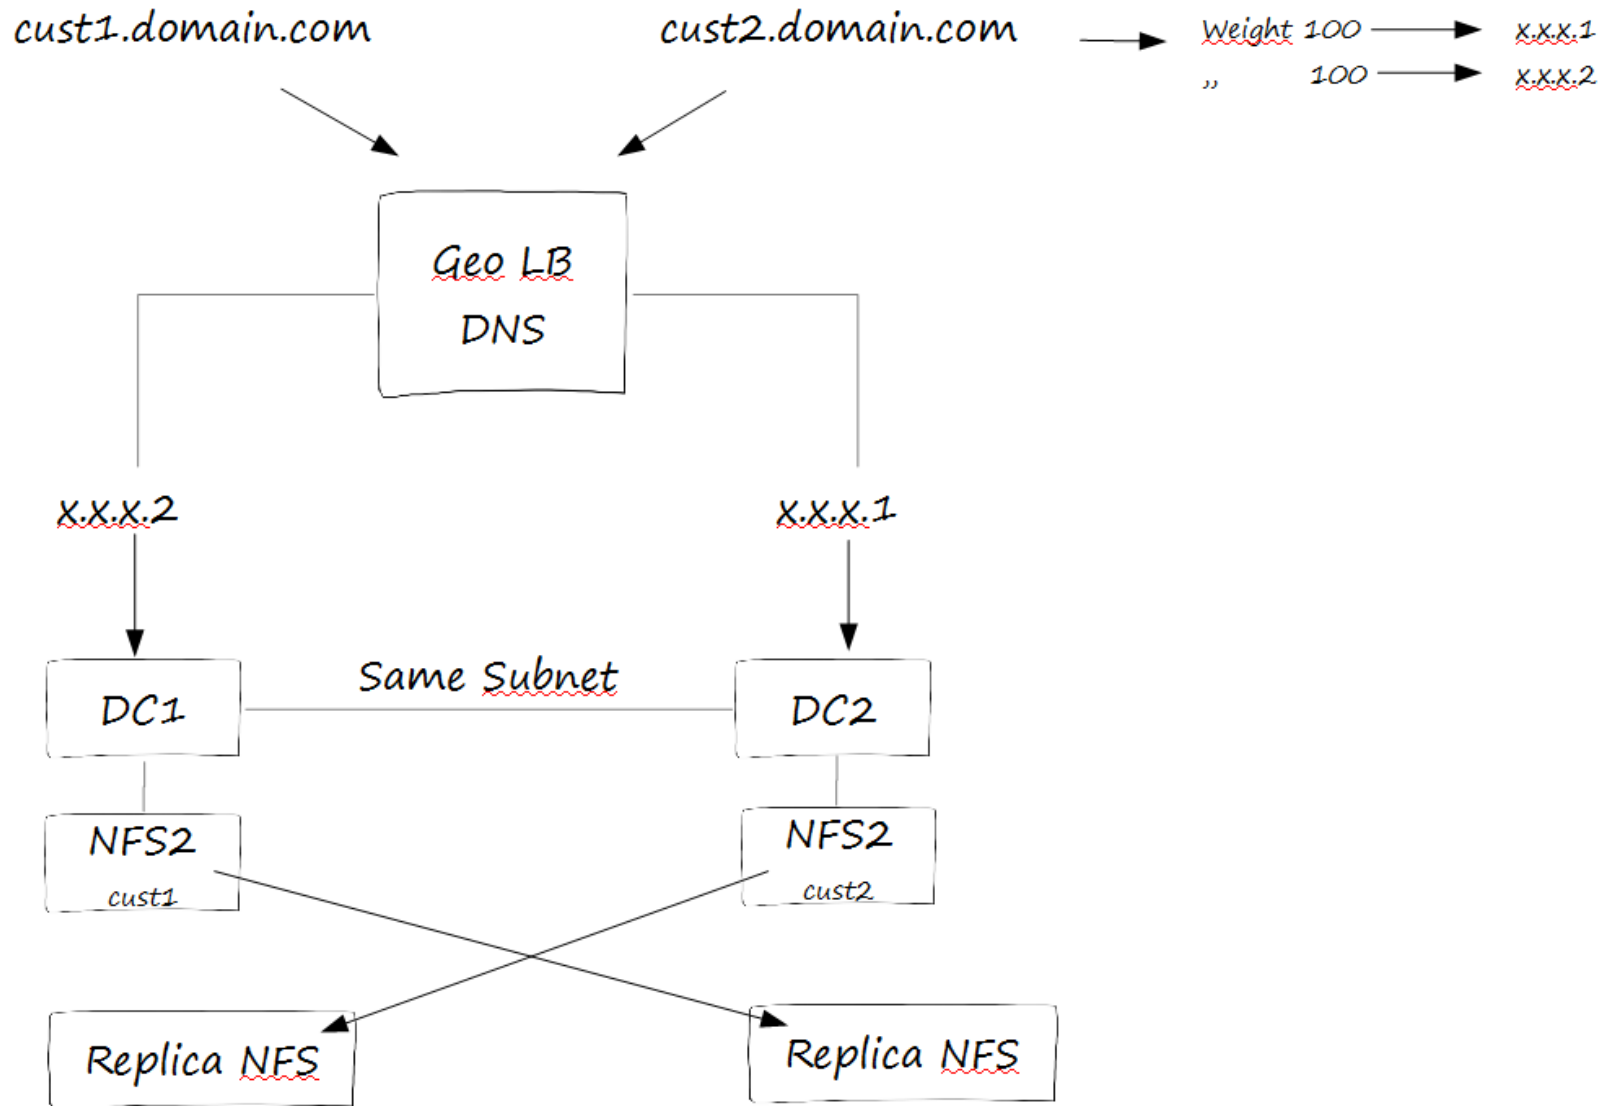 cust1.domain.com
cust2.domain.com
Weight 100
x.x.x.1
„ 100
x.x.x.2
Geo LB
DNS
x.x.x.2
x.x.x.1
Same Subnet
DC1
DC2
NFS2
cust1
NFS2
cust2
Replica NFS
Replica NFS